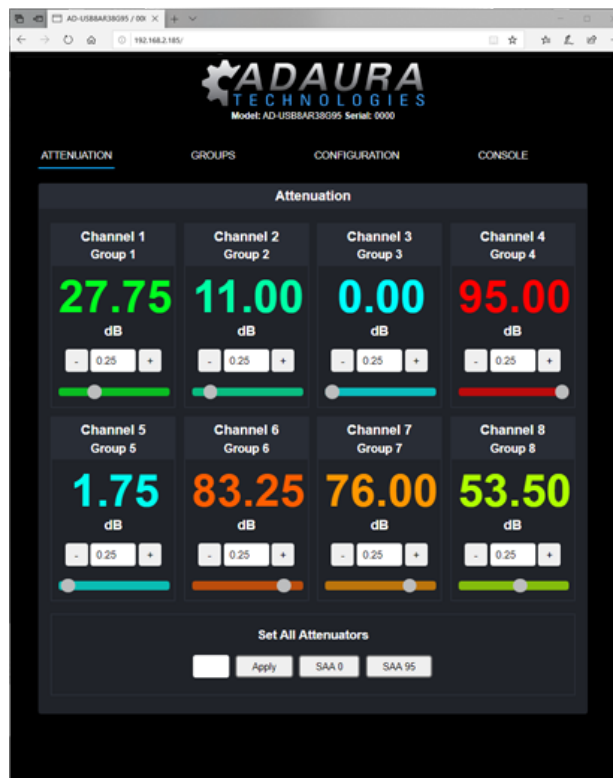 AD-USB8AR38G95 / 00(
192.168.2.185/
ADAURA
TECHNOLOGIES
Model: AD-USB8AR38G95 Serial: 0000
ATTENUATION GROUPS CONFIGURATION CONSOLE
Attenuation
Channel 1 Channel 2 Channel 3 Channel 4
Group 1 Group 2 Group 3 Group 4
27.75 11.00 0.00 95.00
dB dB dB dB
- 0.25 + - 0.25 + - 0.25 + - 0.25 +
Channel 5 Channel 6 Channel 7 Channel 8
Group 5 Group 6 Group 7 Group 8
1.75 83.25 76.00 53.50
dB dB dB dB
- 0.25 + - 0.25 + - 0.25 + - 0.25 +
Set All Attenuators
Apply SAA 0 SAA 95